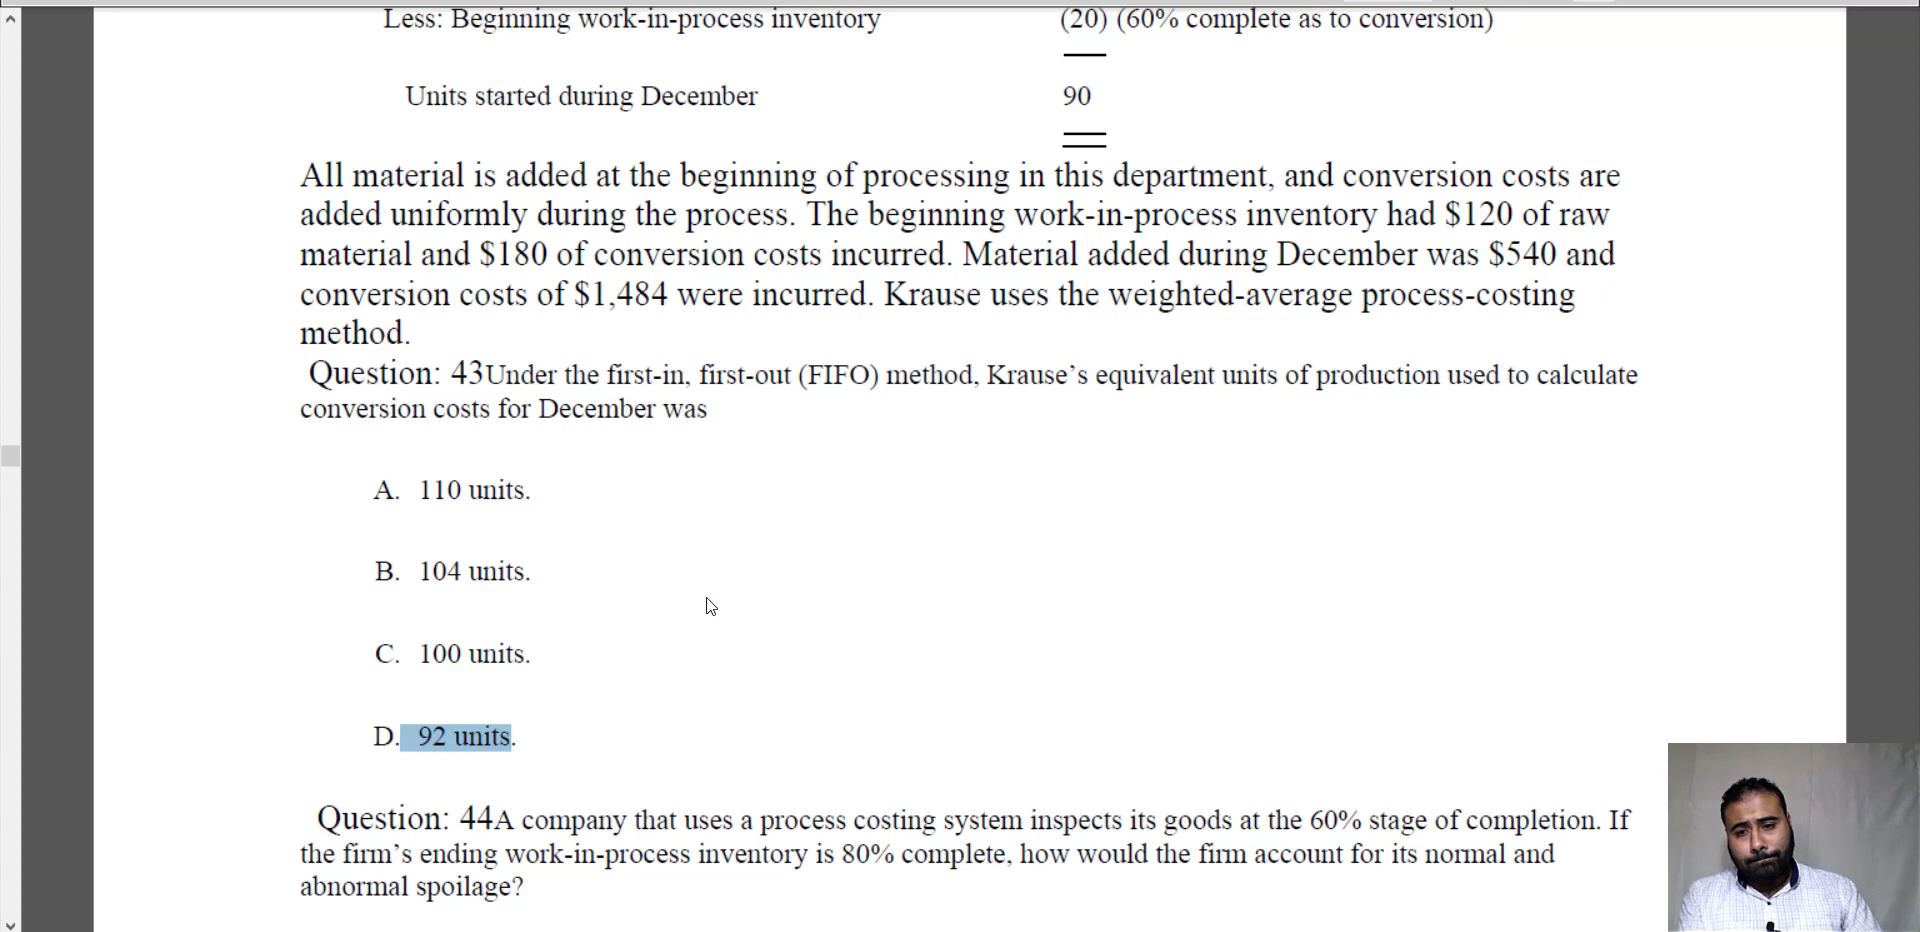 Less: Beginning work-in-process inventory (20) (60% complete as to conversion)
Units started during December 90
All material is added at the beginning of processing in this department, and conversion costs are
added uniformly during the process. The beginning work-in-process inventory had $120 of raw
material and $180 of conversion costs incurred. Material added during December was $540 and
conversion costs of $1,484 were incurred. Krause uses the weighted-average process-costing
method.
Question: 43Under the first-in, first-out (FIFO) method, Krause’s equivalent units of production used to calculate
conversion costs for December was
A. 110 units.
B. 104 units.
C. 100 units.
D. 92 units.
Question: 44A company that uses a process costing system inspects its goods at the 60% stage of completion. If
the firm’s ending work-in-process inventory is 80% complete, how would the firm account for its normal and
abnormal spoilage?